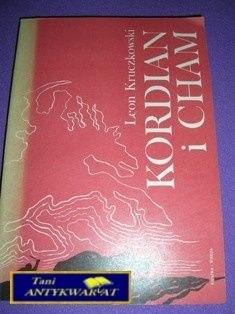 Leon Kruczkowski
KORDIAN
i CHAM
Tani
ANTYKWARIAT